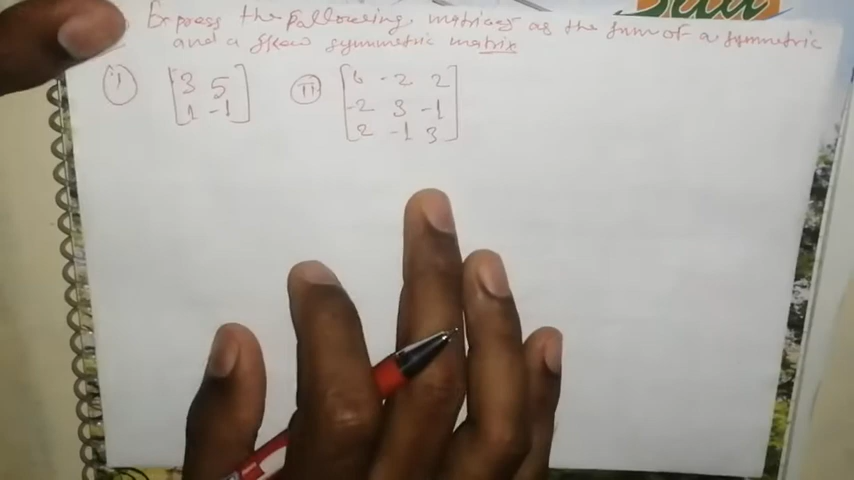 Express the following matrices as the sum of a symmetric
and a skew symmetric matrix
(i) [3 5
1 -1]
(ii) [6 -2 2
-2 3 -1
2 -1 3]